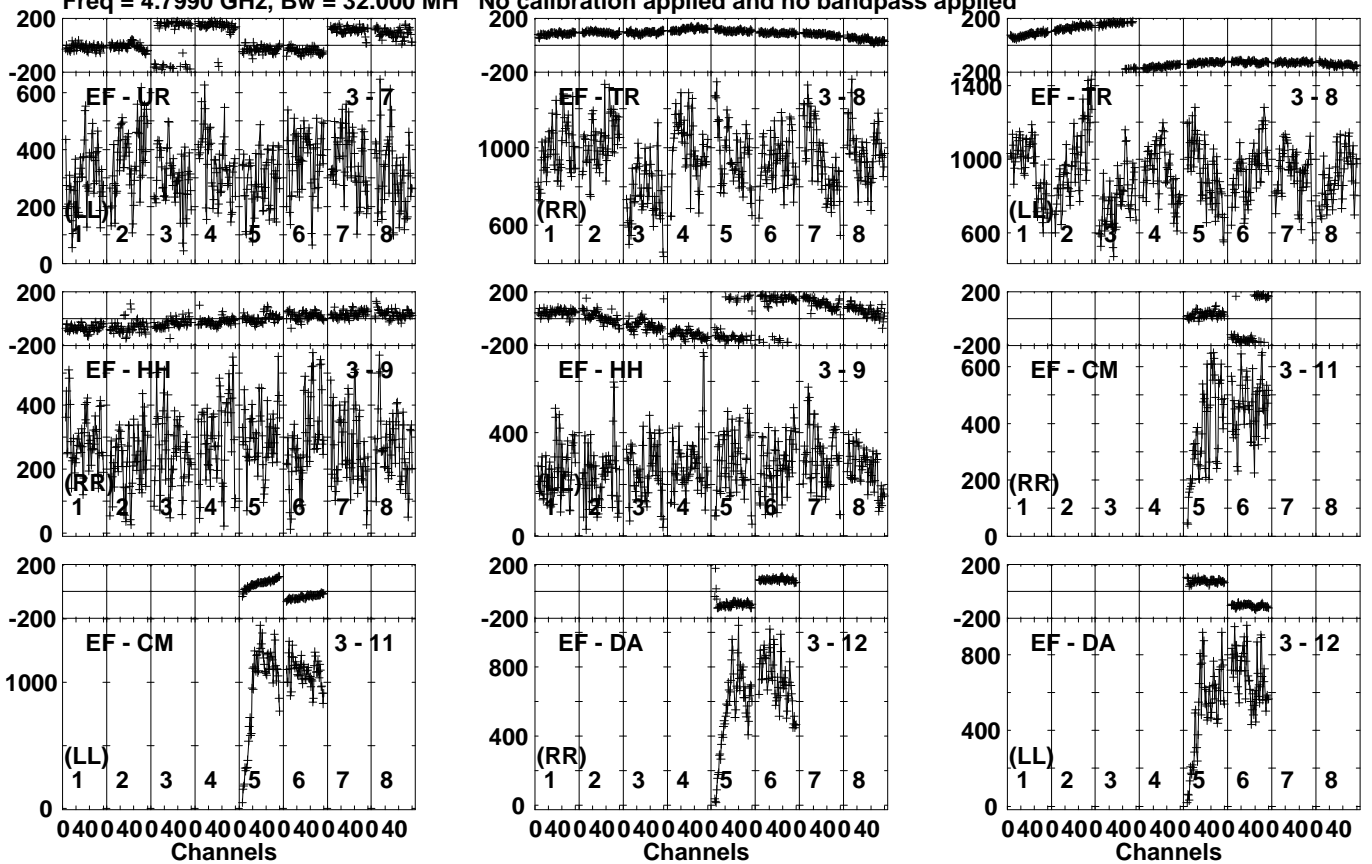 Freq = 4.7990 GHz, Bw = 32.000 MH No calibration applied and no bandpass applied
200
-200
600
400
200
0
EF - UR 3 - 7
(LL)
1 2 3 4 5 6 7 8
200
-200
1000
600
EF - TR 3 - 8
(RR)
1 2 3 4 5 6 7 8
200
-200
1400
1000
600
EF - TR 3 - 8
(LL)
1 2 3 4 5 6 7 8
200
-200
400
200
0
EF - HH 3 - 9
(RR)
1 2 3 4 5 6 7 8
200
-200
400
0
EF - HH 3 - 9
(LL)
1 2 3 4 5 6 7 8
200
-200
600
400
200
0
EF - CM 3 - 11
(RR)
1 2 3 4 5 6 7 8
200
-200
1000
0
EF - CM 3 - 11
(LL)
1 2 3 4 5 6 7 8
040040040040040040040 40
Channels
200
-200
800
400
0
EF - DA 3 - 12
(RR)
1 2 3 4 5 6 7 8
040040040040040040040 40
Channels
200
-200
800
400
0
EF - DA 3 - 12
(LL)
1 2 3 4 5 6 7 8
040040040040040040040 40
Channels